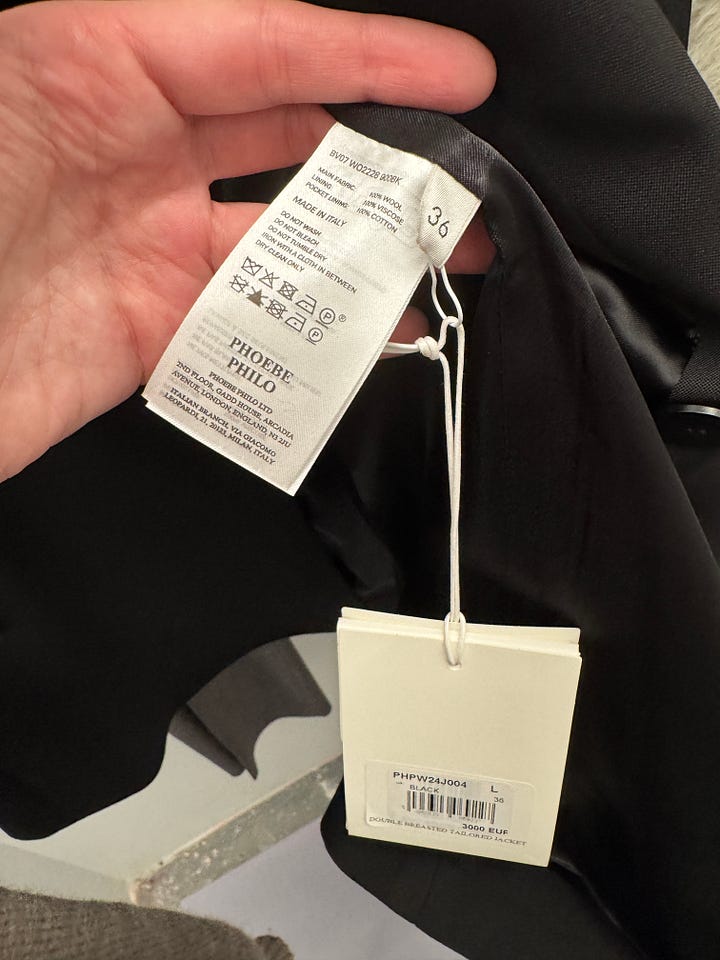 BV07 WO2228 900BK
MAIN FABRIC: 100% WOOL
LINING: 100% VISCOSE
POCKET LINING: 100% COTTON
MADE IN ITALY
DO NOT WASH
DO NOT BLEACH
DO NOT TUMBLE DRY
IRON WITH A CLOTH IN BETWEEN
DRY CLEAN ONLY
P ®
P
PHOEBE
PHILO
PHOEBE PHILO LTD
2ND FLOOR, GADD HOUSE, ARCADIA
AVENUE, LONDON, ENGLAND, N3 2JU
ITALIAN BRANCH, VIA GIACOMO
LEOPARDI, 21, 20123, MILAN, ITALY
36
PHPW24J004 L
BLACK 36
3000 EUR
DOUBLE BREASTED TAILORED JACKET